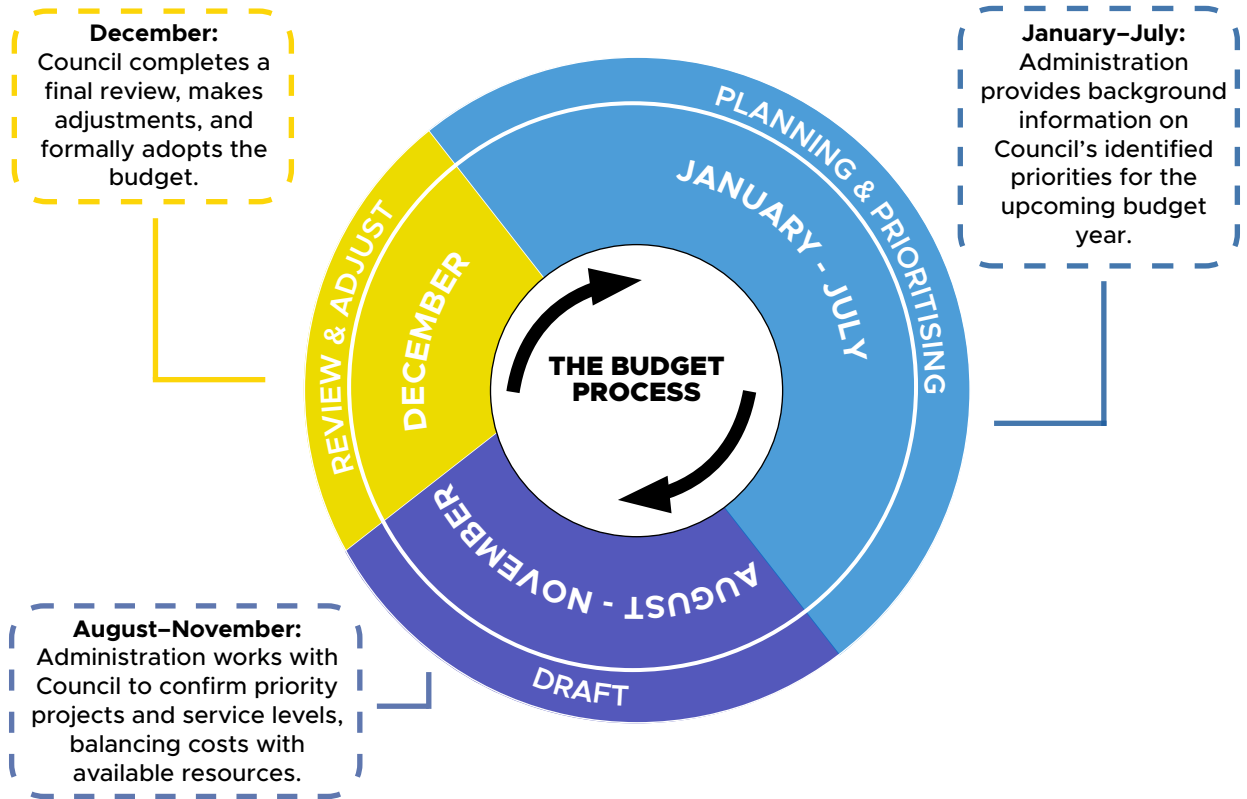 December:
Council completes a
final review, makes
adjustments, and
formally adopts the
budget.
January–July:
Administration
provides background
information on
Council's identified
priorities for the
upcoming budget
year.
PLANNING & PRIORITISING
JANUARY - JULY
REVIEW & ADJUST
DECEMBER
THE BUDGET
PROCESS
AUGUST - NOVEMBER
DRAFT
August–November:
Administration works with
Council to confirm priority
projects and service levels,
balancing costs with
available resources.